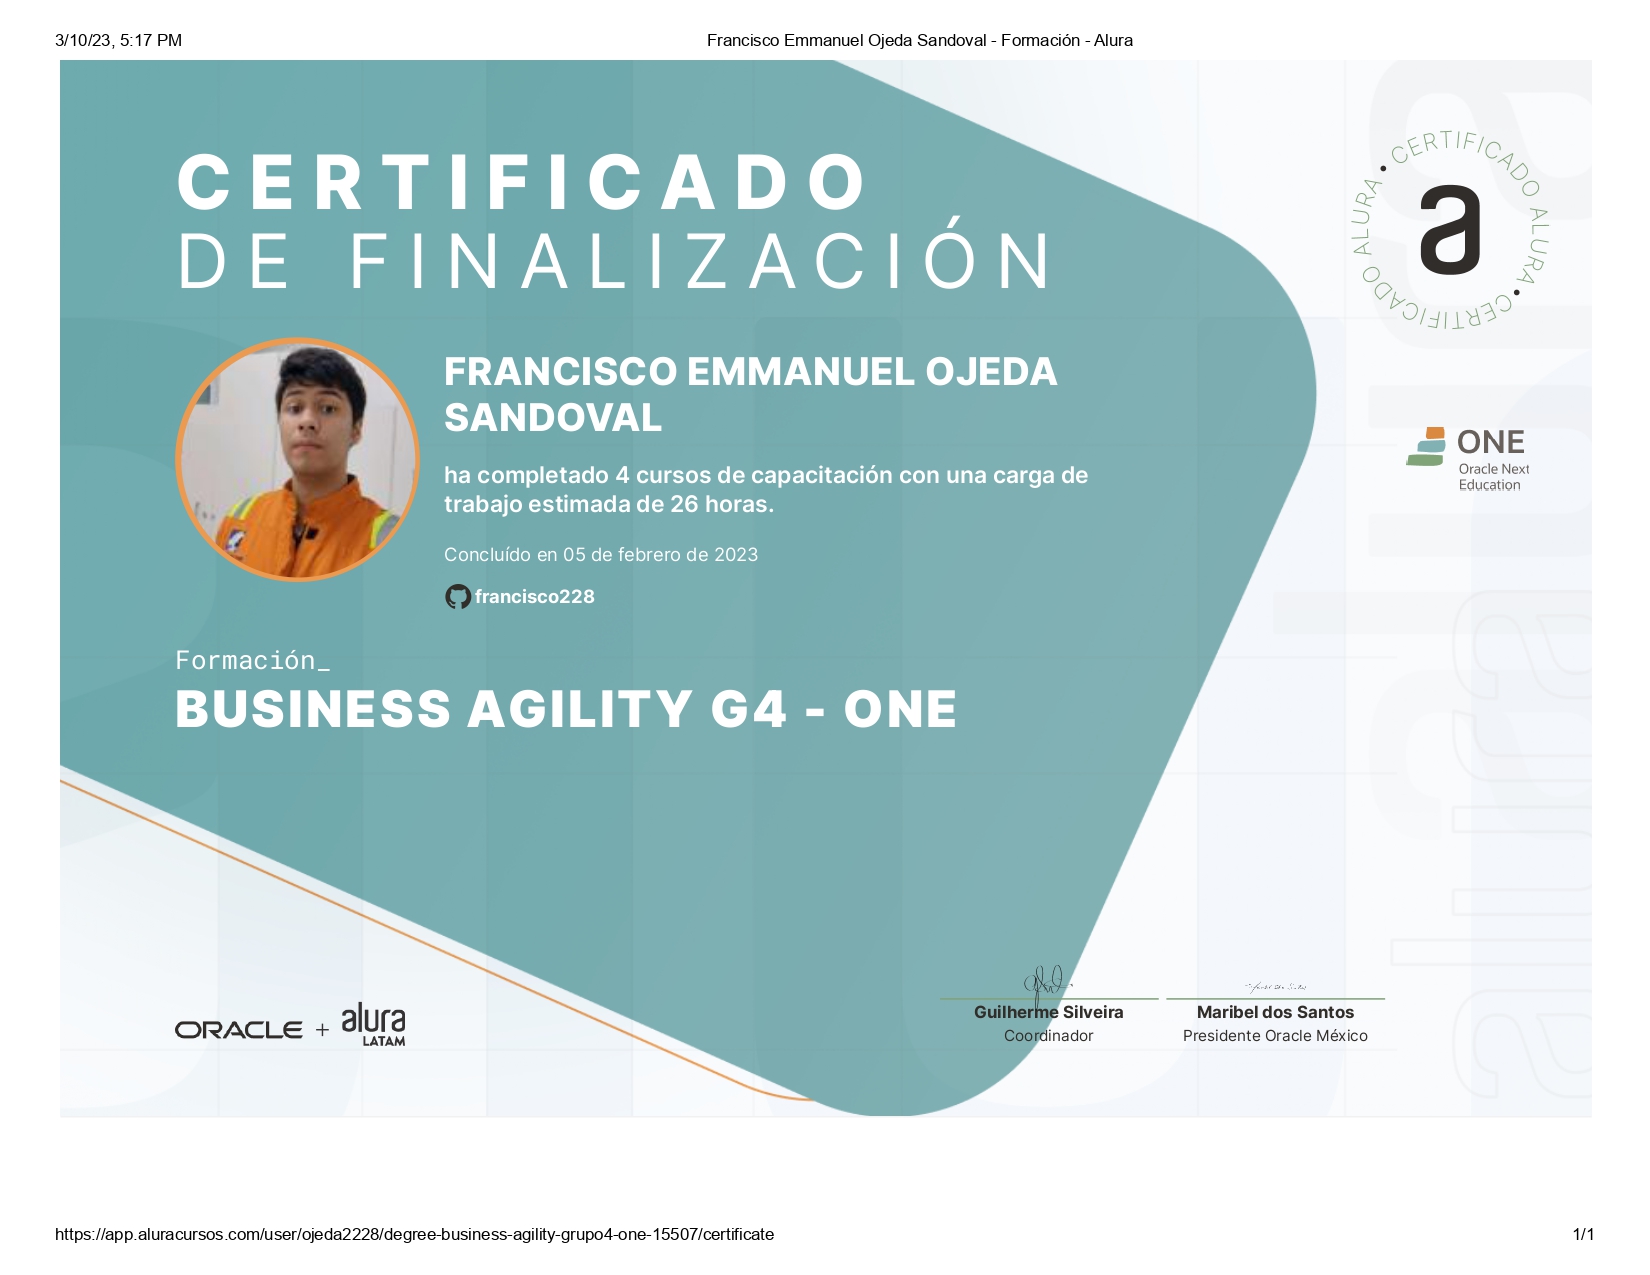 3/10/23, 5:17 PM
Francisco Emmanuel Ojeda Sandoval - Formación - Alura
CERTIFICADO
DE FINALIZACIÓN
• CERTIFICADO ALURA • CERTIFICADO ALURA
a
FRANCISCO EMMANUEL OJEDA
SANDOVAL
ha completado 4 cursos de capacitación con una carga de
trabajo estimada de 26 horas.
Concluído en 05 de febrero de 2023
francisco228
ONE
Oracle Next
Education
Formación_
BUSINESS AGILITY G4 - ONE
alura
ORACLE + alura
LATAM
Guilherme Silveira
Coordinador
Maribel dos Santos
Presidente Oracle México
https://app.aluracursos.com/user/ojeda2228/degree-business-agility-grupo4-one-15507/certificate
1/1